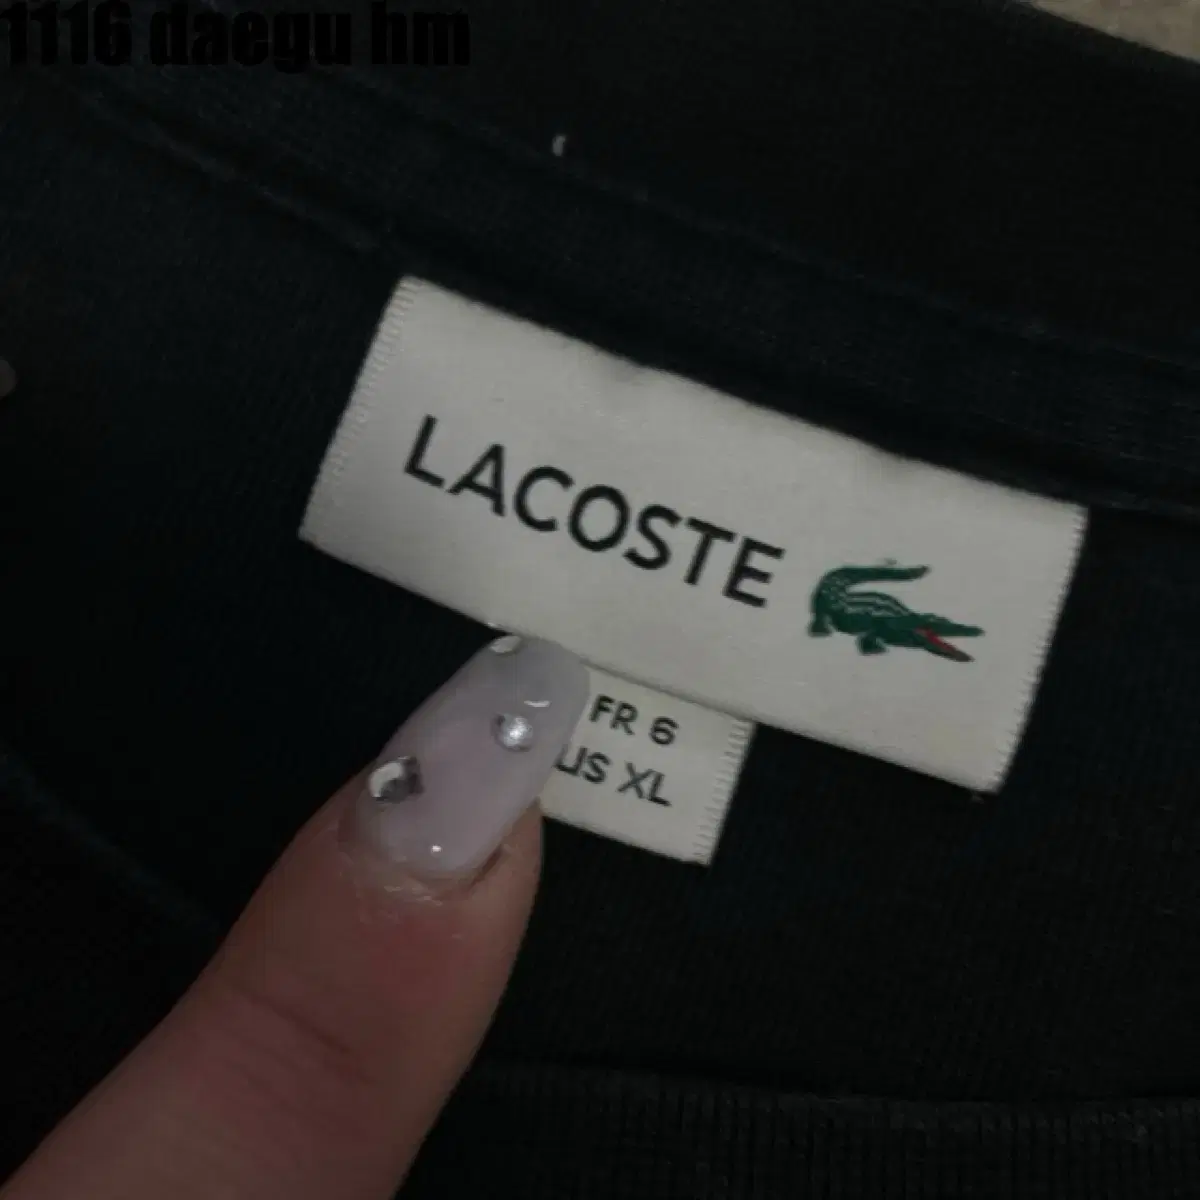 1116 daegu hm
LACOSTE
FR 6
US XL